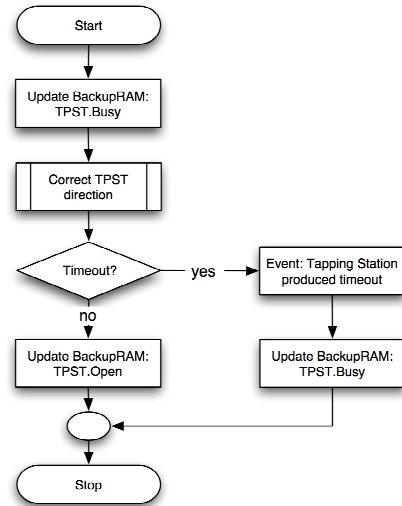 Start
Update BackupRAM:
TPST.Busy
Correct TPST
direction
Timeout?
yes
Event: Tapping Station
produced timeout
no
Update BackupRAM:
TPST.Open
Update BackupRAM:
TPST.Busy
Stop